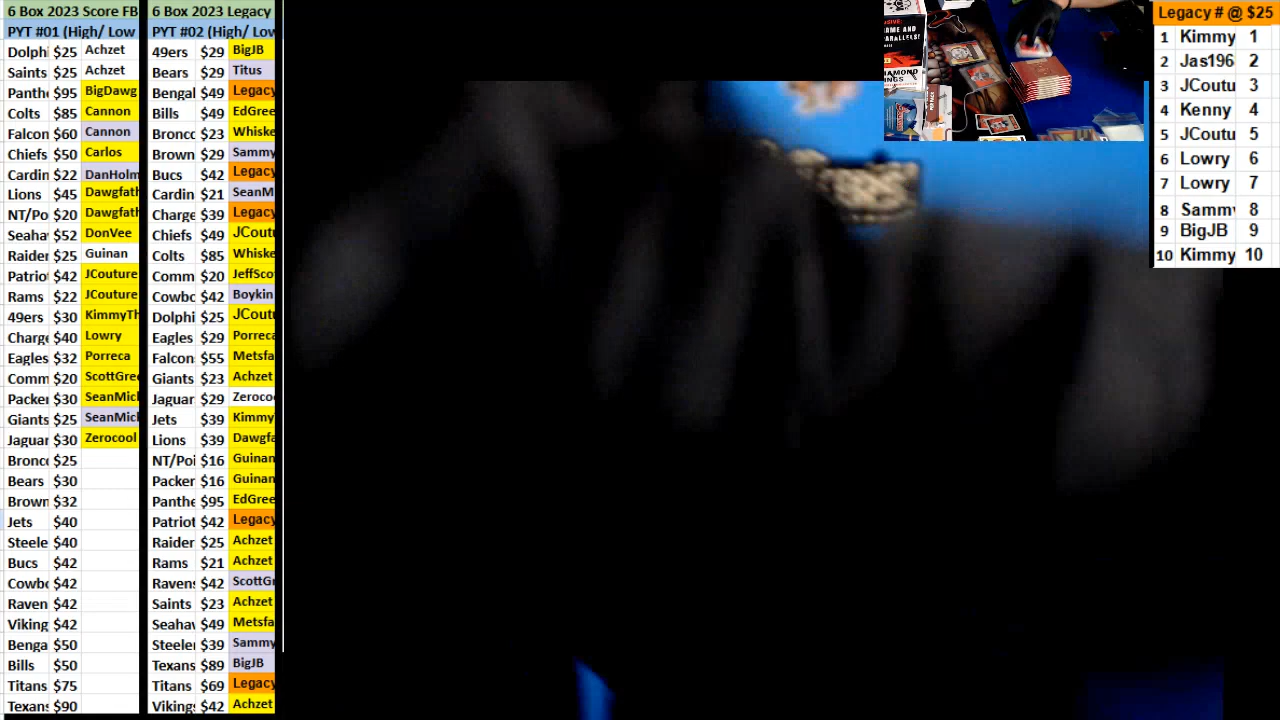 6 Box 2023 Score FB
PYT #01 (High/ Low
Dolphi $25 Achzet
Saints $25 Achzet
Panthe $95 BigDawg
Colts $85 Cannon
Falcon $60 Cannon
Chiefs $50 Carlos
Cardin $22 DanHolm
Lions $45 Dawgfath
NT/Po $20 Dawgfath
Seaha $52 DonVee
Raider $25 Guinan
Patrio $42 JCouture
Rams $22 JCouture
49ers $30 KimmyTh
Charge $40 Lowry
Eagles $32 Porreca
Comm $20 ScottGree
Packe $30 SeanMicl
Giants $25 SeanMicl
Jaguar $30 Zerocool
Bronc $25
Bears $30
Brown $32
Jets $40
Steele $40
Bucs $42
Cowbo $42
Raven $42
Viking $42
Benga $50
Bills $50
Titans $75
Texans $90
6 Box 2023 Legacy
PYT #02 (High/ Low
49ers $29 BigJB
Bears $29 Titus
Bengal $49 Legacy
Bills $49 EdGree
Bronco $23 Whiske
Brown $29 Sammy
Bucs $42 Legacy
Cardin $21 SeanM
Charge $39 Legacy
Chiefs $49 JCout
Colts $85 Whiske
Comm $20 JeffSco
Cowbo $42 Boykin
Dolphi $25 JCout
Eagles $29 Porreca
Falcon $55 Metsfa
Giants $23 Achzet
Jaguar $29 Zeroco
Jets $39 Kimmy
Lions $39 Dawgfa
NT/Poi $16 Guinan
Packer $16 Guinan
Panthe $95 EdGree
Patriot $42 Legacy
Raider $25 Achzet
Rams $21 Achzet
Ravens $42 ScottGr
Saints $23 Achzet
Seahav $49 Metsfa
Steeler $39 Sammy
Texans $89 BigJB
Titans $69 Legacy
Viking $42 Achzet
Legacy # @ $25
1 Kimmy 1
2 Jas196 2
3 JCoutu 3
4 Kenny 4
5 JCoutu 5
6 Lowry 6
7 Lowry 7
8 Samm 8
9 BigJB 9
10 Kimmy 10